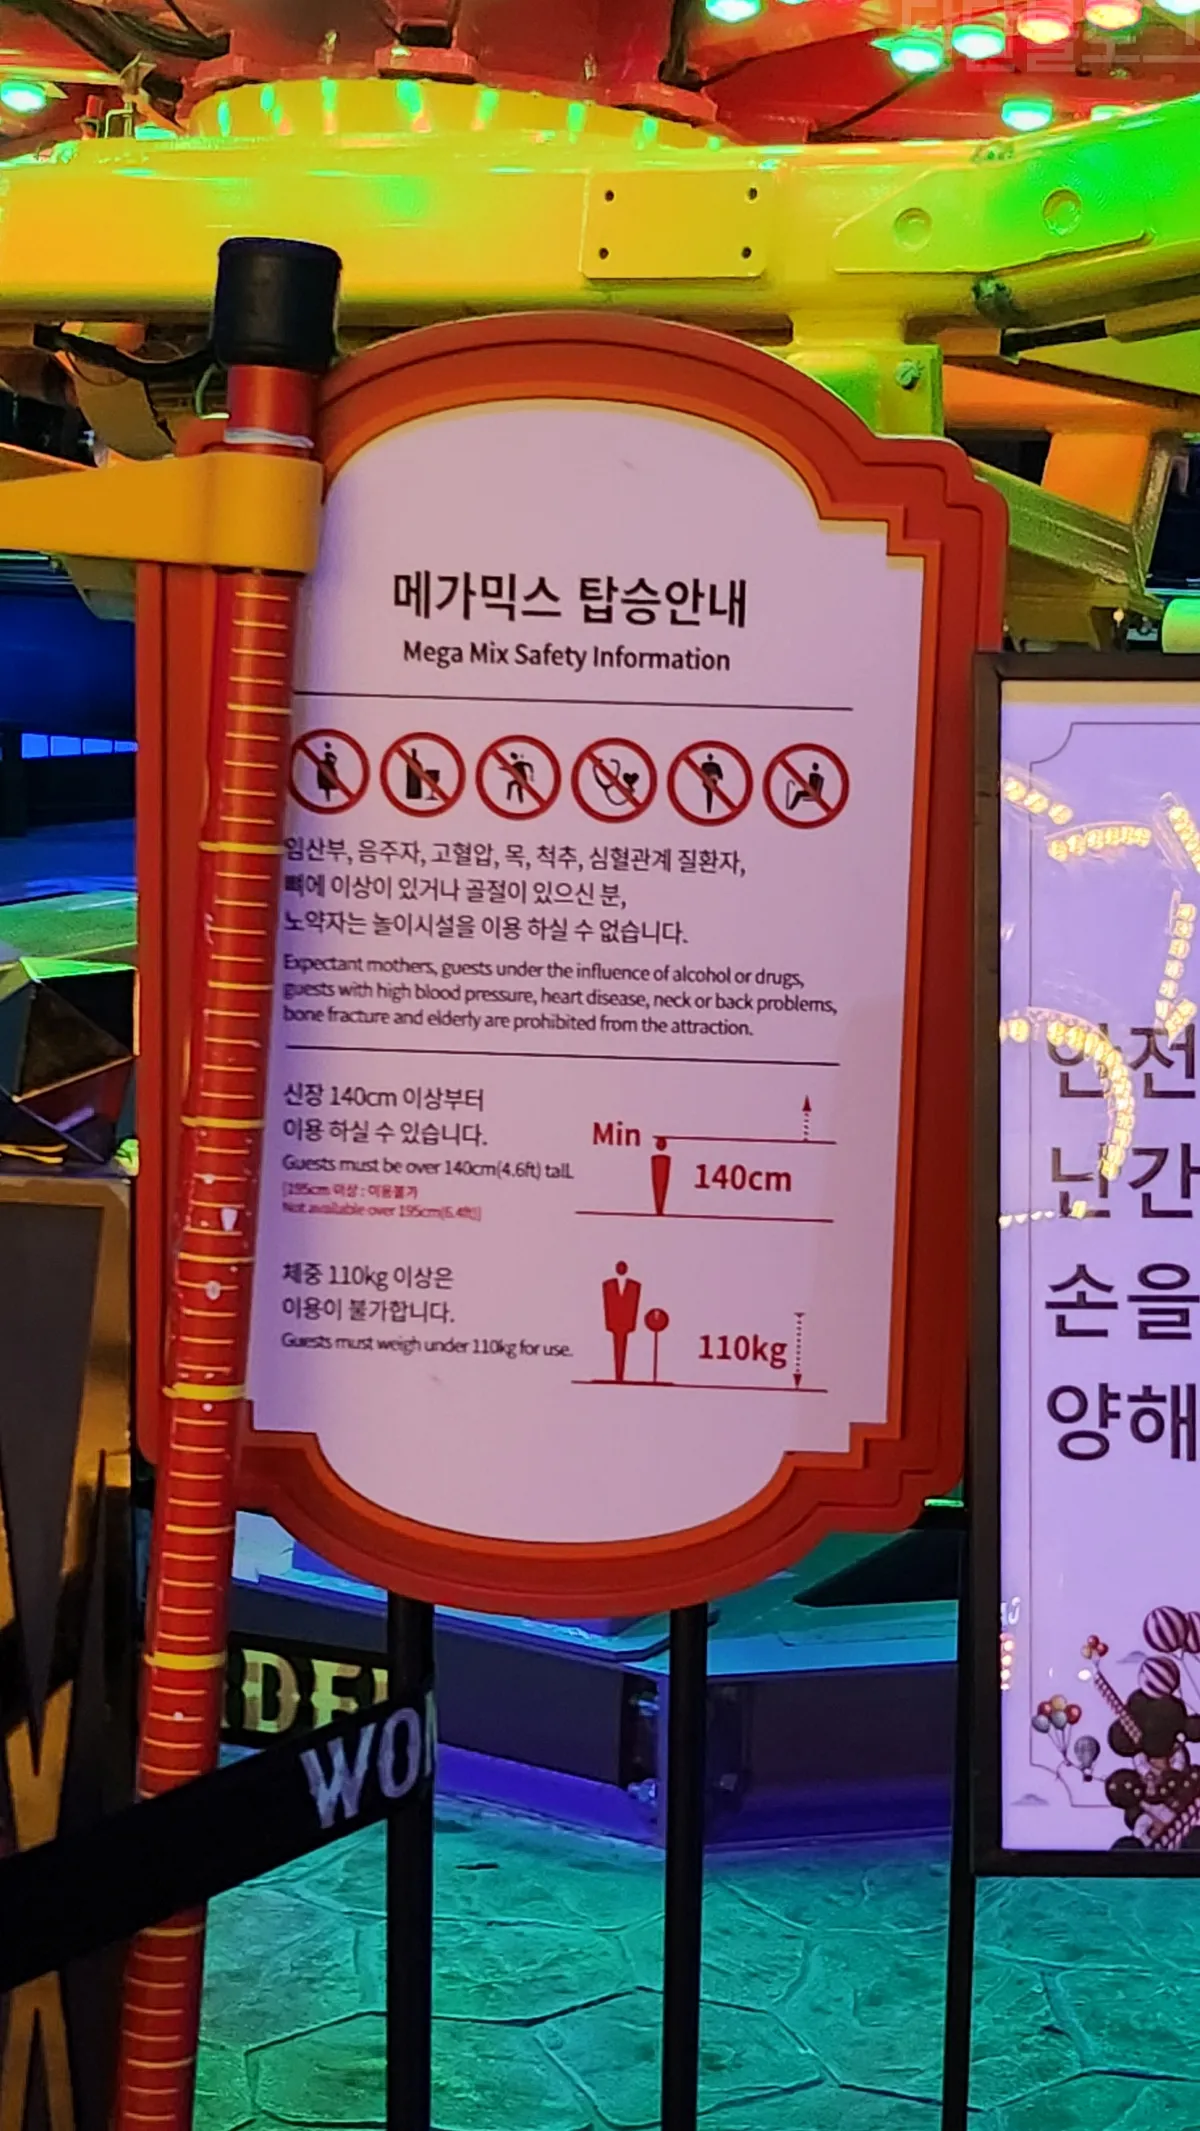 메가믹스 탑승안내
Mega Mix Safety Information
임산부, 음주자, 고혈압, 목, 척추, 심혈관계 질환자,
뼈에 이상이 있거나 골절이 있으신 분,
노약자는 놀이시설을 이용 하실 수 없습니다.
Expectant mothers, guests under the influence of alcohol or drugs,
guests with high blood pressure, heart disease, neck or back problems,
bone fracture and elderly are prohibited from the attraction.
신장 140cm 이상부터
이용 하실 수 있습니다.
Guests must be over 140cm(4.6ft) tall.
[195cm 이상 : 이용불가
Not available over 195cm(6.4ft)]
Min
140cm
체중 110kg 이상은
이용이 불가합니다.
Guests must weigh under 110kg for use.
110kg
안전
난간
손을
양해
WO